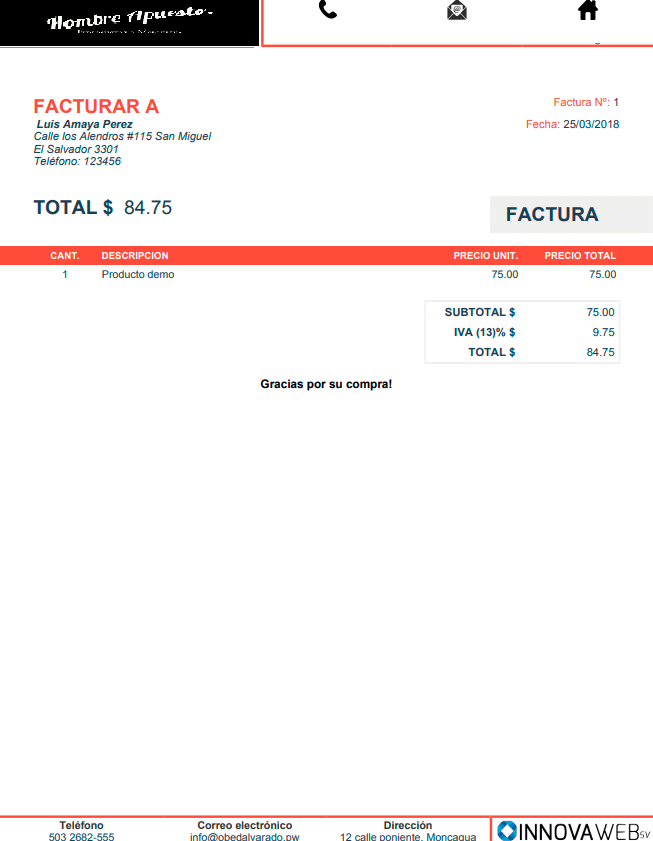 Hombre Apuesto.
FACTURAR A
Luis Amaya Perez
Calle los Alendros #115 San Miguel
El Salvador 3301
Teléfono: 123456
Factura Nº: 1
Fecha: 25/03/2018
TOTAL $ 84.75
FACTURA
CANT. DESCRIPCION PRECIO UNIT. PRECIO TOTAL
1 Producto demo 75.00 75.00
SUBTOTAL $ 75.00
IVA (13)% $ 9.75
TOTAL $ 84.75
Gracias por su compra!
Teléfono Correo electrónico Dirección
503 2682-555 info@obedalvarado.pw 12 calle poniente, Moncagua
INNOVAWEBSV